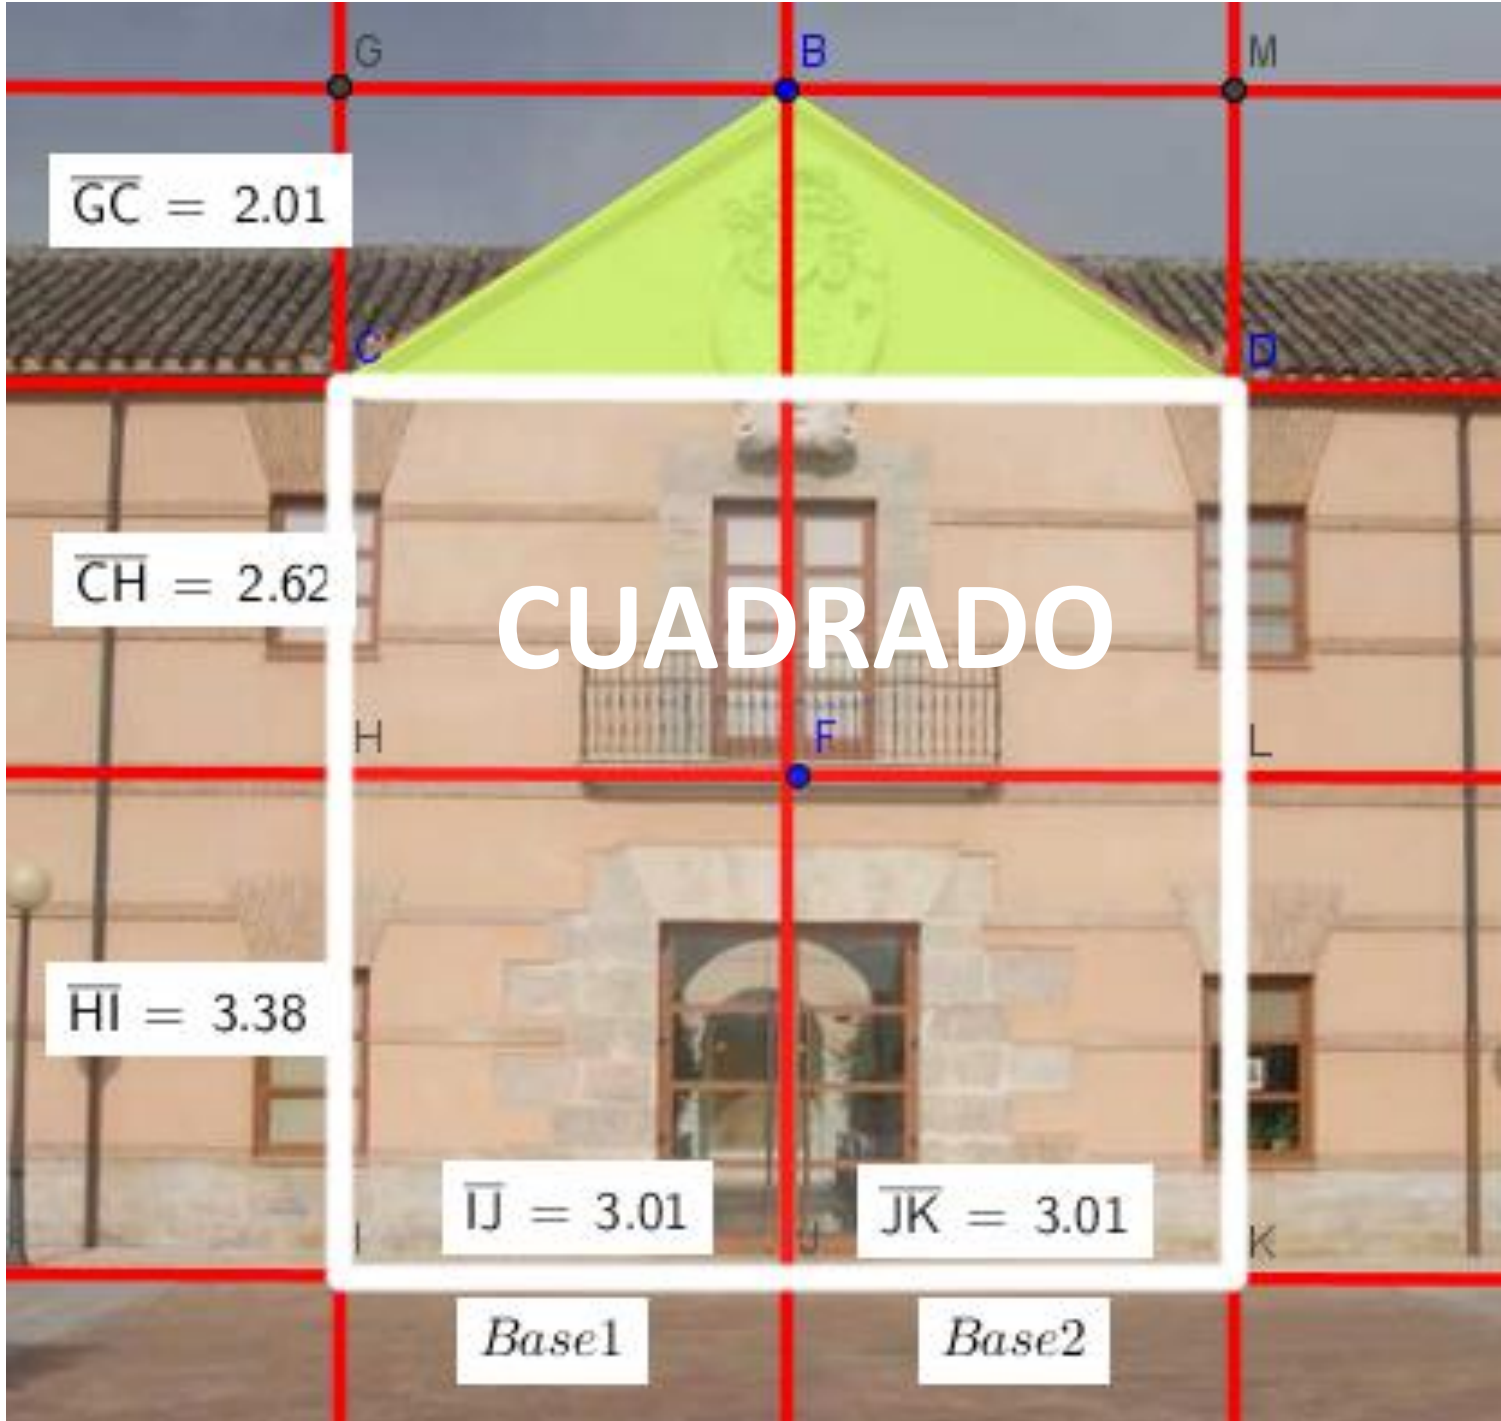 G B M
GC = 2.01
C D
CH = 2.62
CUADRADO
H F L
HI = 3.38
IJ = 3.01 JK = 3.01
I J K
Base1 Base2